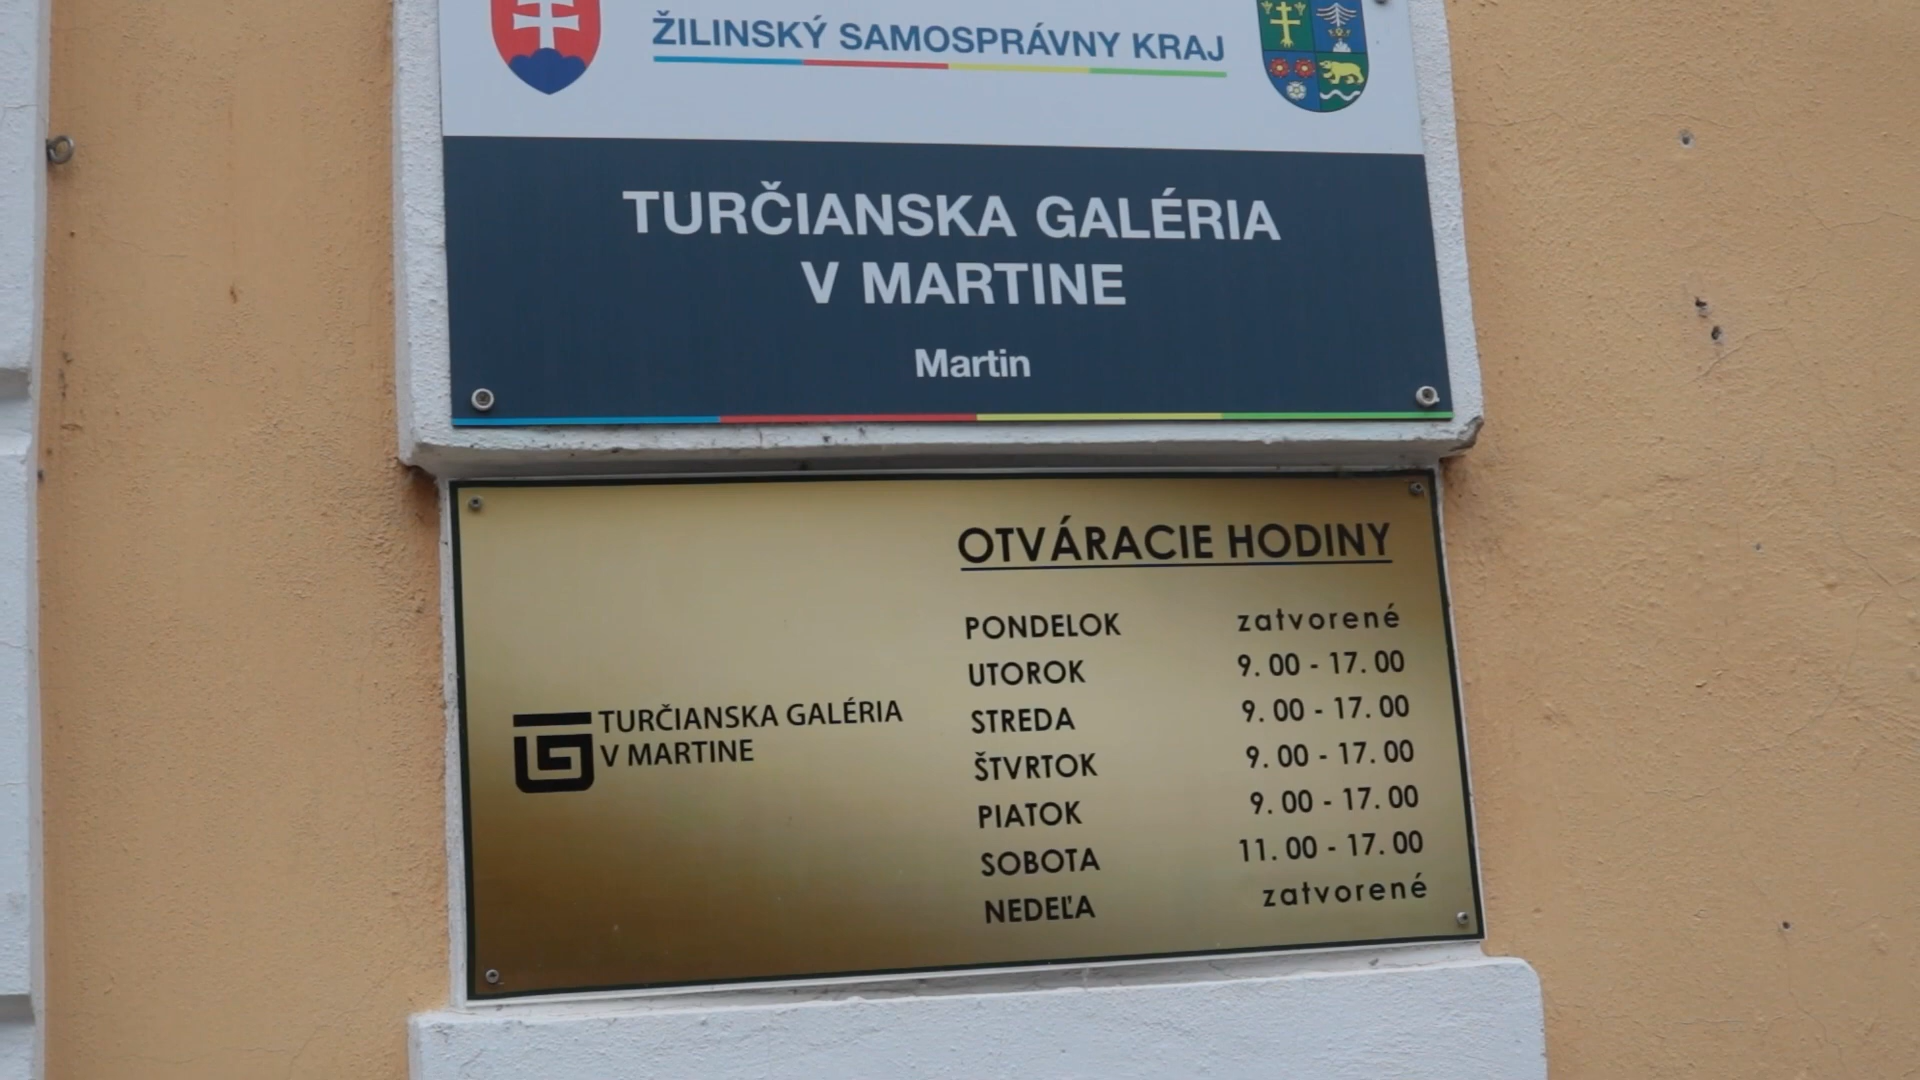 ŽILINSKÝ SAMOSPRÁVNY KRAJ
TURČIANSKA GALÉRIA
V MARTINE
Martin
OTVÁRACIE HODINY
PONDELOK zatvorené
UTOROK 9.00 - 17.00
STREDA 9.00 - 17.00
ŠTVRTOK 9.00 - 17.00
PIATOK 9.00 - 17.00
SOBOTA 11.00 - 17.00
NEDEĽA zatvorené
TURČIANSKA GALÉRIA
V MARTINE